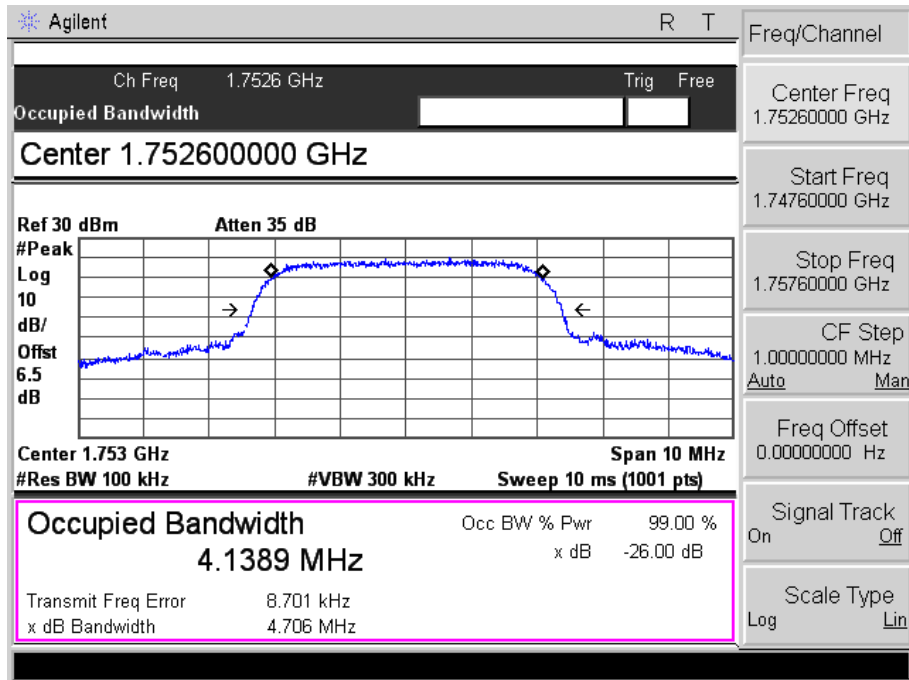 Agilent R T
Freq/Channel
Ch Freq 1.7526 GHz Trig Free
Occupied Bandwidth
Center 1.752600000 GHz
Ref 30 dBm Atten 35 dB
#Peak
Log
10
dB/
Offst
6.5
dB
Center 1.753 GHz Span 10 MHz
#Res BW 100 kHz #VBW 300 kHz Sweep 10 ms (1001 pts)
Occupied Bandwidth
4.1389 MHz
Occ BW % Pwr 99.00 %
x dB -26.00 dB
Transmit Freq Error 8.701 kHz
x dB Bandwidth 4.706 MHz
Center Freq
1.75260000 GHz
Start Freq
1.74760000 GHz
Stop Freq
1.75760000 GHz
CF Step
1.00000000 MHz
Auto Man
Freq Offset
0.00000000 Hz
Signal Track
On Off
Scale Type
Log Lin